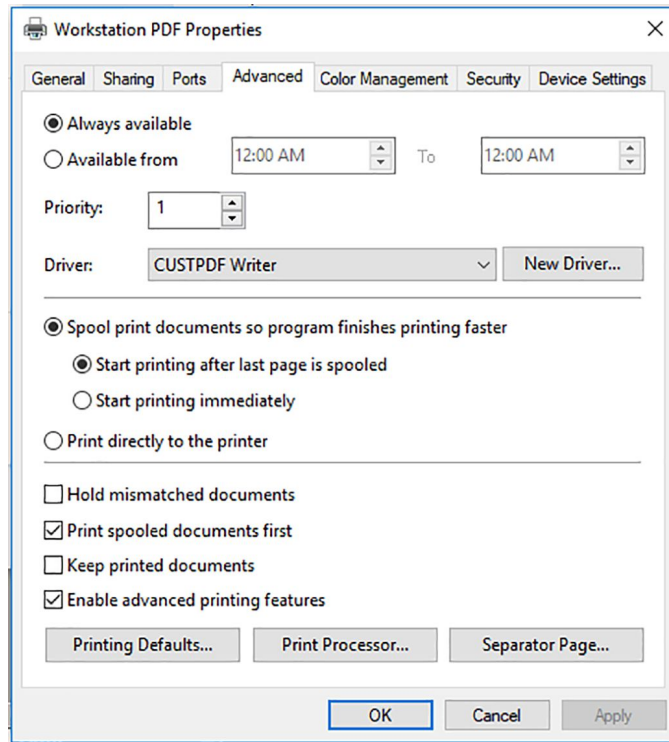 Workstation PDF Properties
General Sharing Ports Advanced Color Management Security Device Settings
Always available
Available from 12:00 AM To 12:00 AM
Priority: 1
Driver: CUSTPDF Writer New Driver...
Spool print documents so program finishes printing faster
Start printing after last page is spooled
Start printing immediately
Print directly to the printer
Hold mismatched documents
Print spooled documents first
Keep printed documents
Enable advanced printing features
Printing Defaults... Print Processor... Separator Page...
OK Cancel Apply